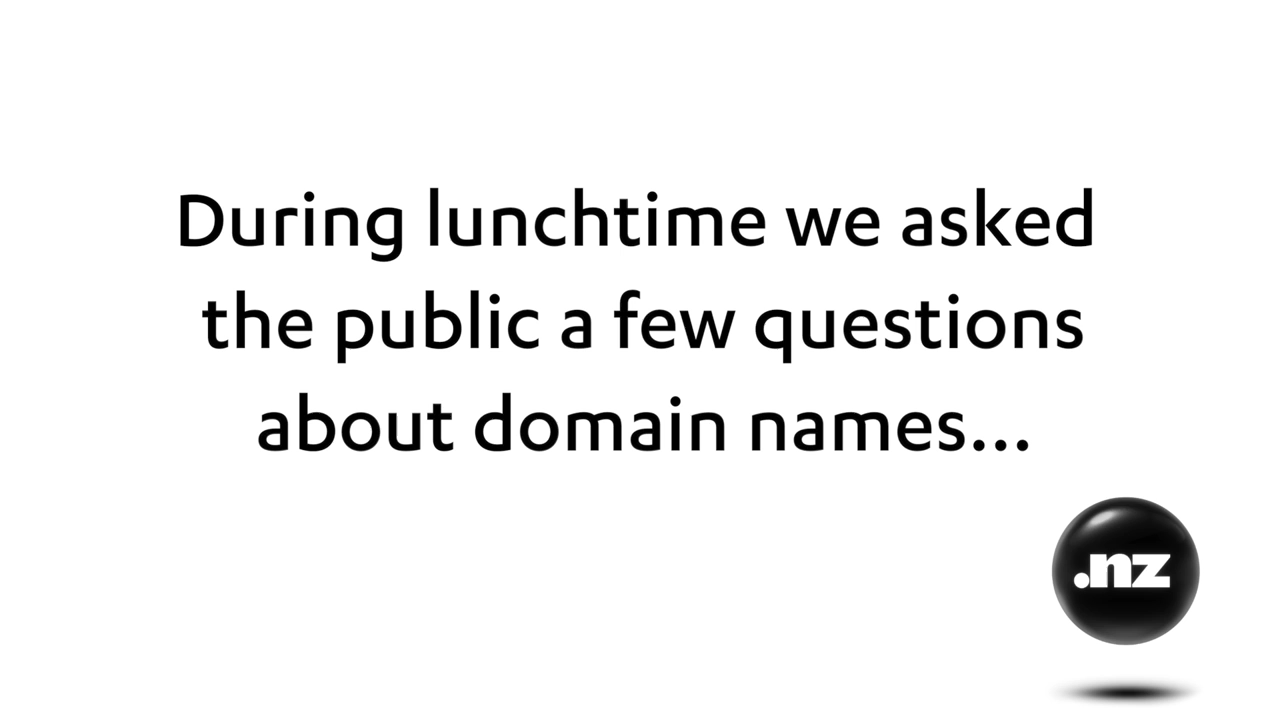 During lunchtime we asked
the public a few questions
about domain names...
.nz